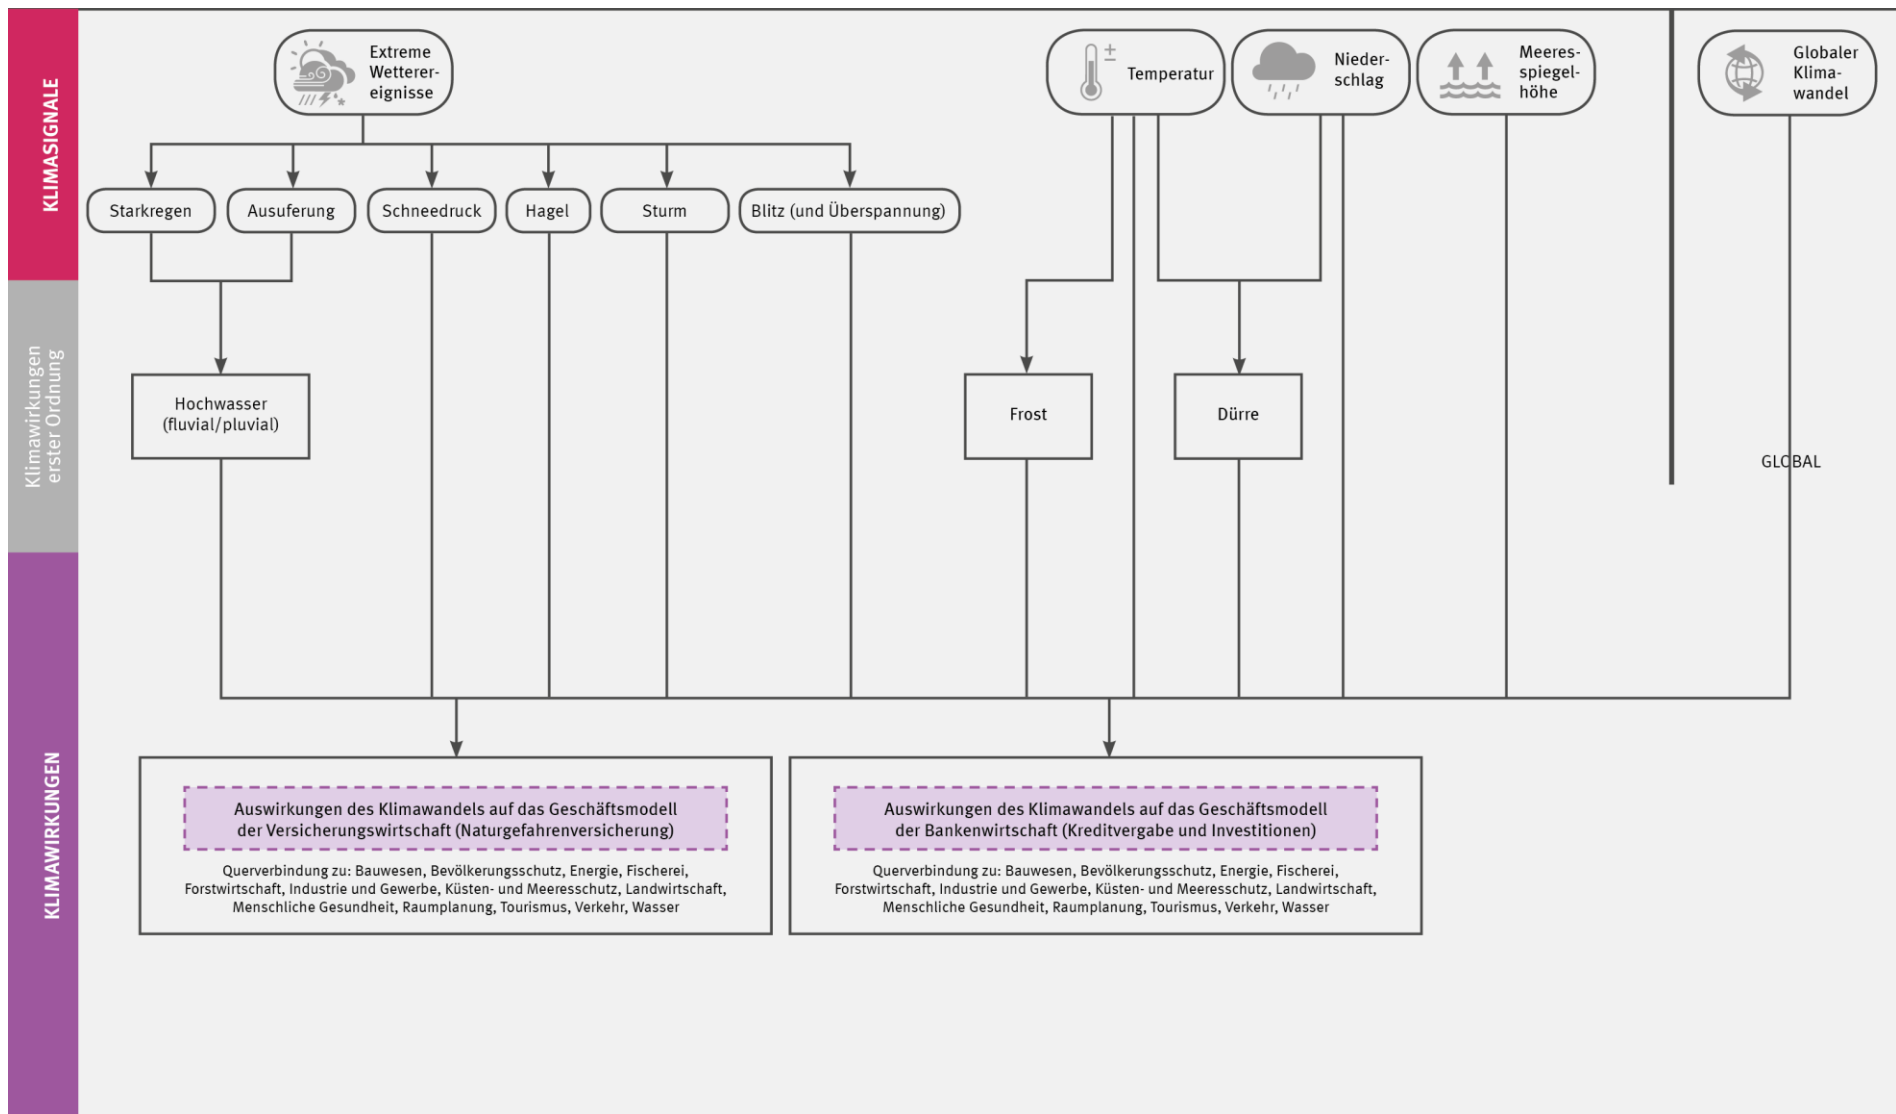 KLIMASIGNALE
Extreme
Wetterer-
eignisse
Temperatur
Nieder-
schlag
Meeres-
spiegel-
höhe
Globaler
Klima-
wandel
Starkregen
Ausuferung
Schneedruck
Hagel
Sturm
Blitz (und Überspannung)
Klimawirkungen
erster Ordnung
Hochwasser
(fluvial/pluvial)
Frost
Dürre
GLOBAL
KLIMAWIRKUNGEN
Auswirkungen des Klimawandels auf das Geschäftsmodell
der Versicherungswirtschaft (Naturgefahrenversicherung)
Querverbindung zu: Bauwesen, Bevölkerungsschutz, Energie, Fischerei,
Forstwirtschaft, Industrie und Gewerbe, Küsten- und Meeresschutz, Landwirtschaft,
Menschliche Gesundheit, Raumplanung, Tourismus, Verkehr, Wasser
Auswirkungen des Klimawandels auf das Geschäftsmodell
der Bankenwirtschaft (Kreditvergabe und Investitionen)
Querverbindung zu: Bauwesen, Bevölkerungsschutz, Energie, Fischerei,
Forstwirtschaft, Industrie und Gewerbe, Küsten- und Meeresschutz, Landwirtschaft,
Menschliche Gesundheit, Raumplanung, Tourismus, Verkehr, Wasser